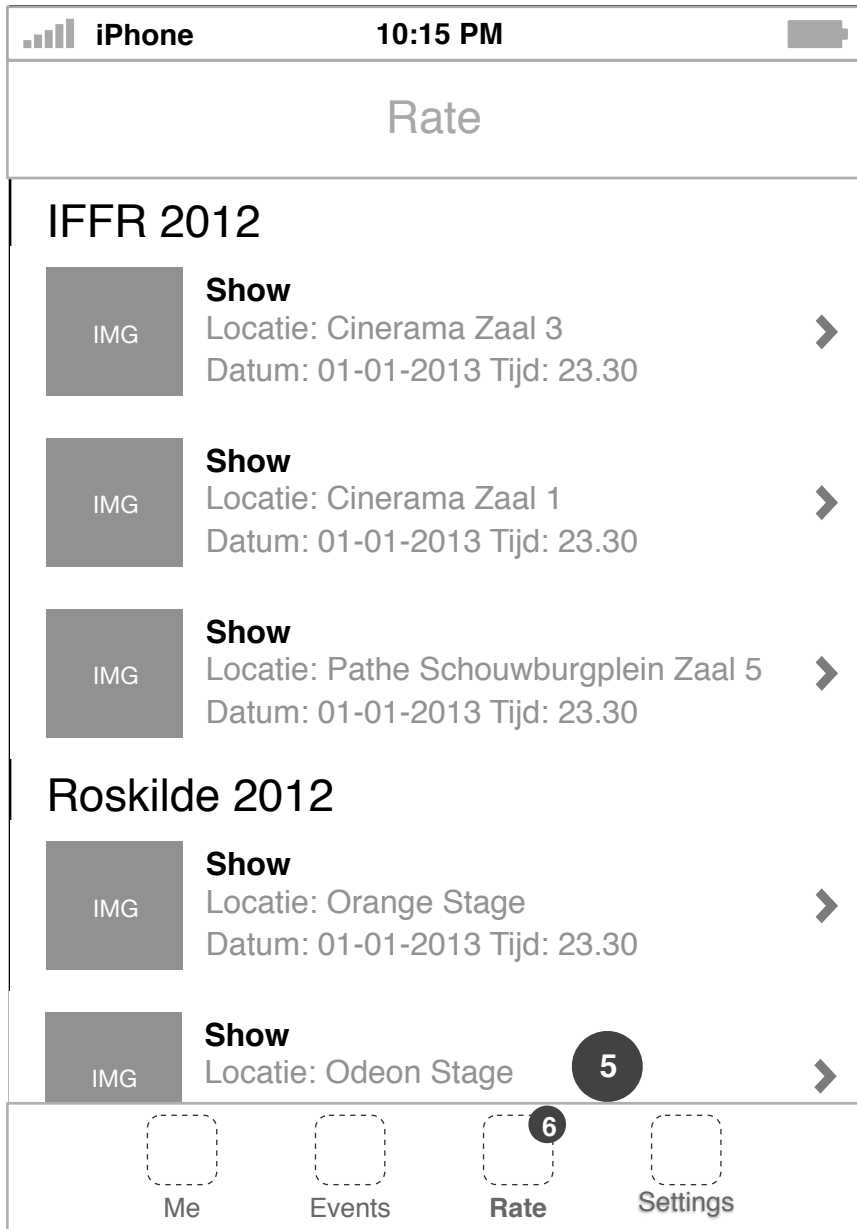 iPhone 10:15 PM
Rate
IFFR 2012
IMG
Show
Locatie: Cinerama Zaal 3
Datum: 01-01-2013 Tijd: 23.30
IMG
Show
Locatie: Cinerama Zaal 1
Datum: 01-01-2013 Tijd: 23.30
IMG
Show
Locatie: Pathe Schouwburgplein Zaal 5
Datum: 01-01-2013 Tijd: 23.30
Roskilde 2012
IMG
Show
Locatie: Orange Stage
Datum: 01-01-2013 Tijd: 23.30
IMG
Show
Locatie: Odeon Stage
5
6
Me Events Rate Settings